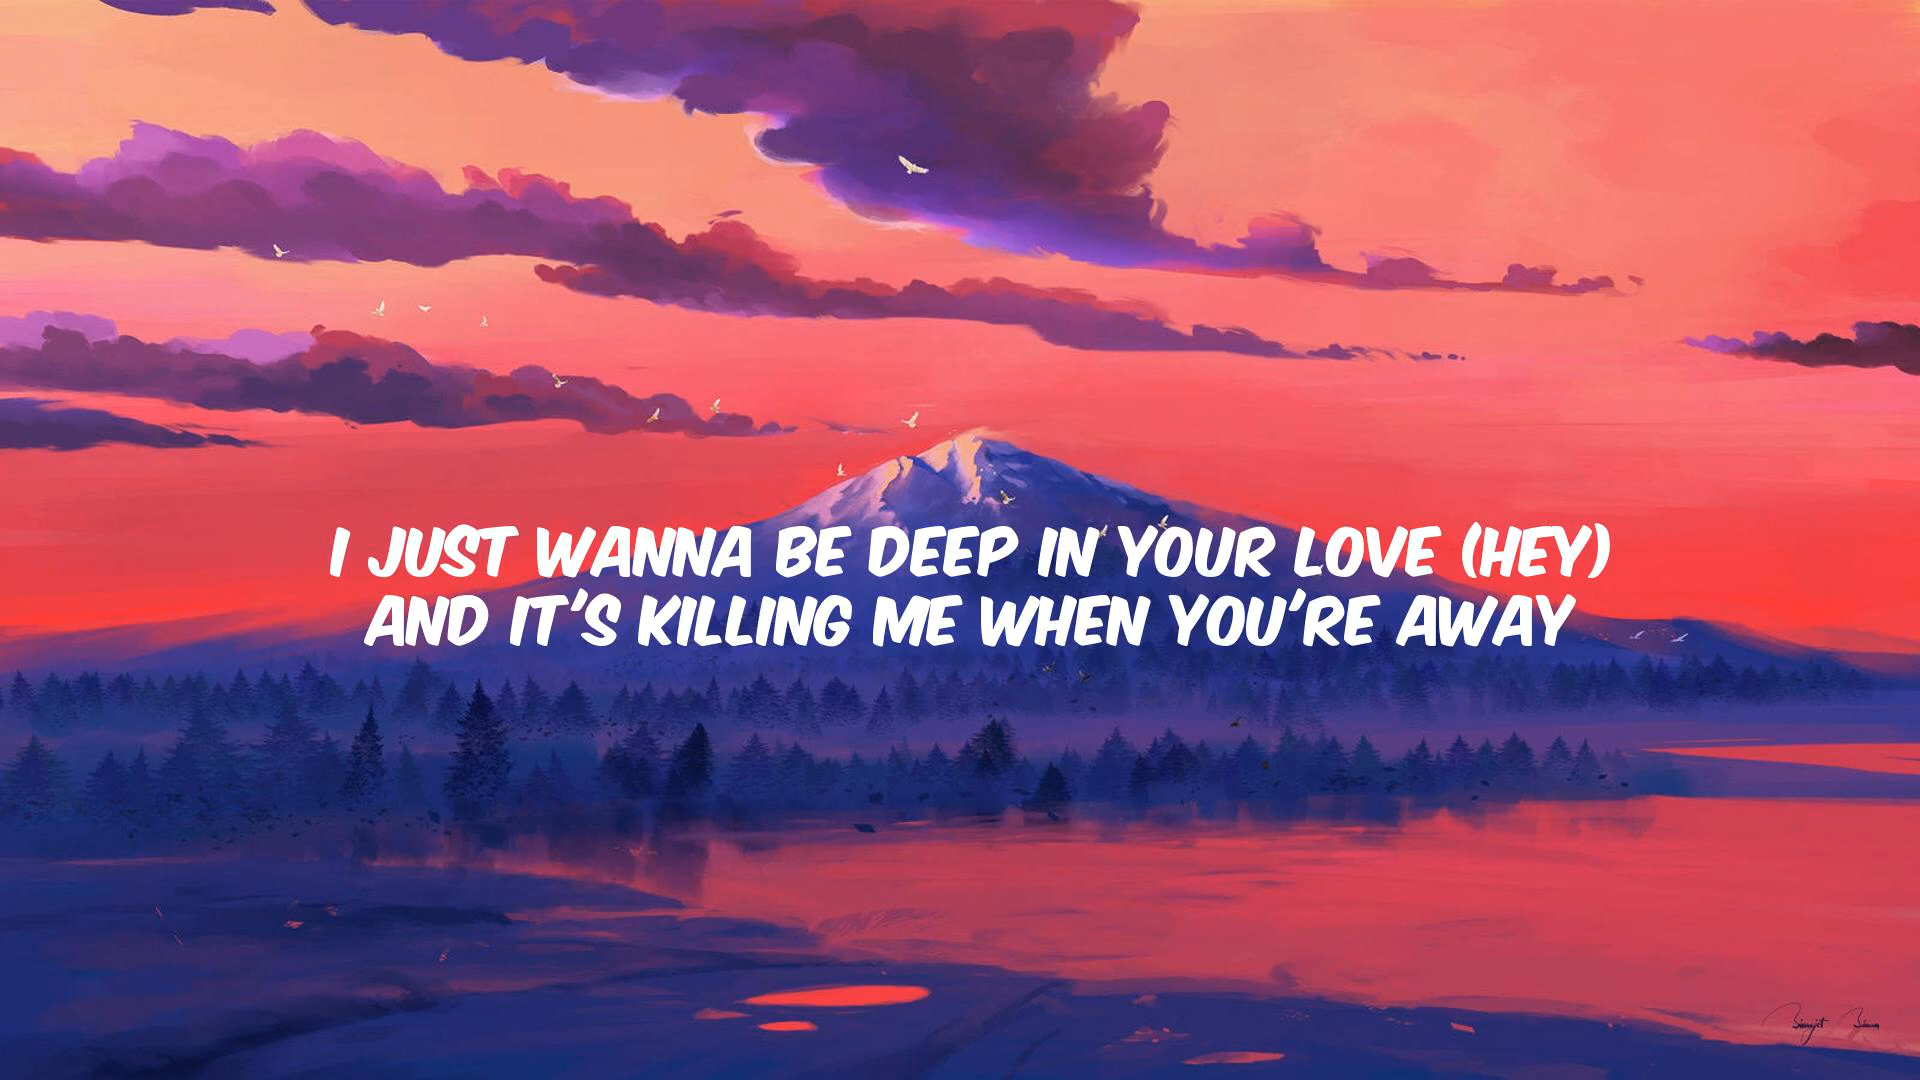 I JUST WANNA BE DEEP IN YOUR LOVE (HEY)
AND IT'S KILLING ME WHEN YOU'RE AWAY